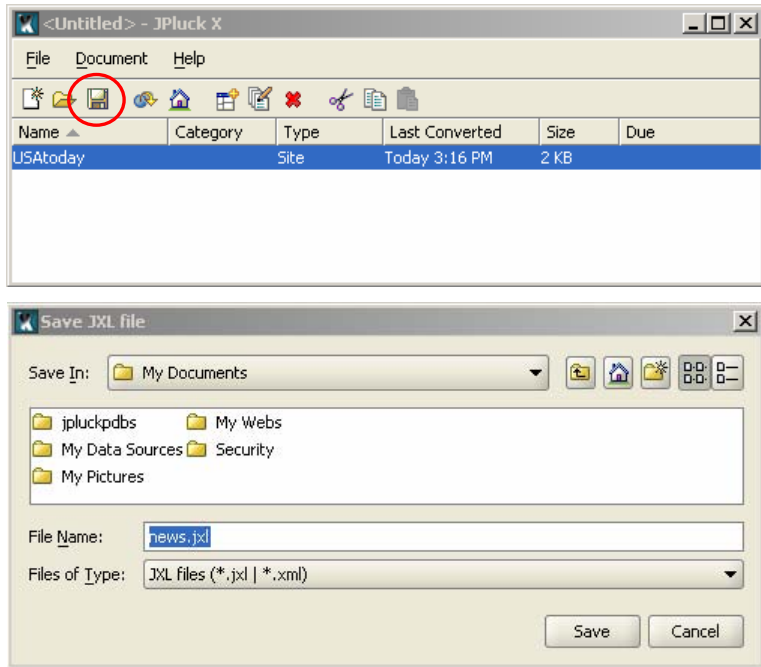 <Untitled> - JPluck X
File Document Help
Name Category Type Last Converted Size Due
USAtoday Site Today 3:16 PM 2 KB
Save JXL file
Save In: My Documents
jpluckpdbs My Webs
My Data Sources Security
My Pictures
File Name: news.jxl
Files of Type: JXL files (*.jxl | *.xml)
Save Cancel